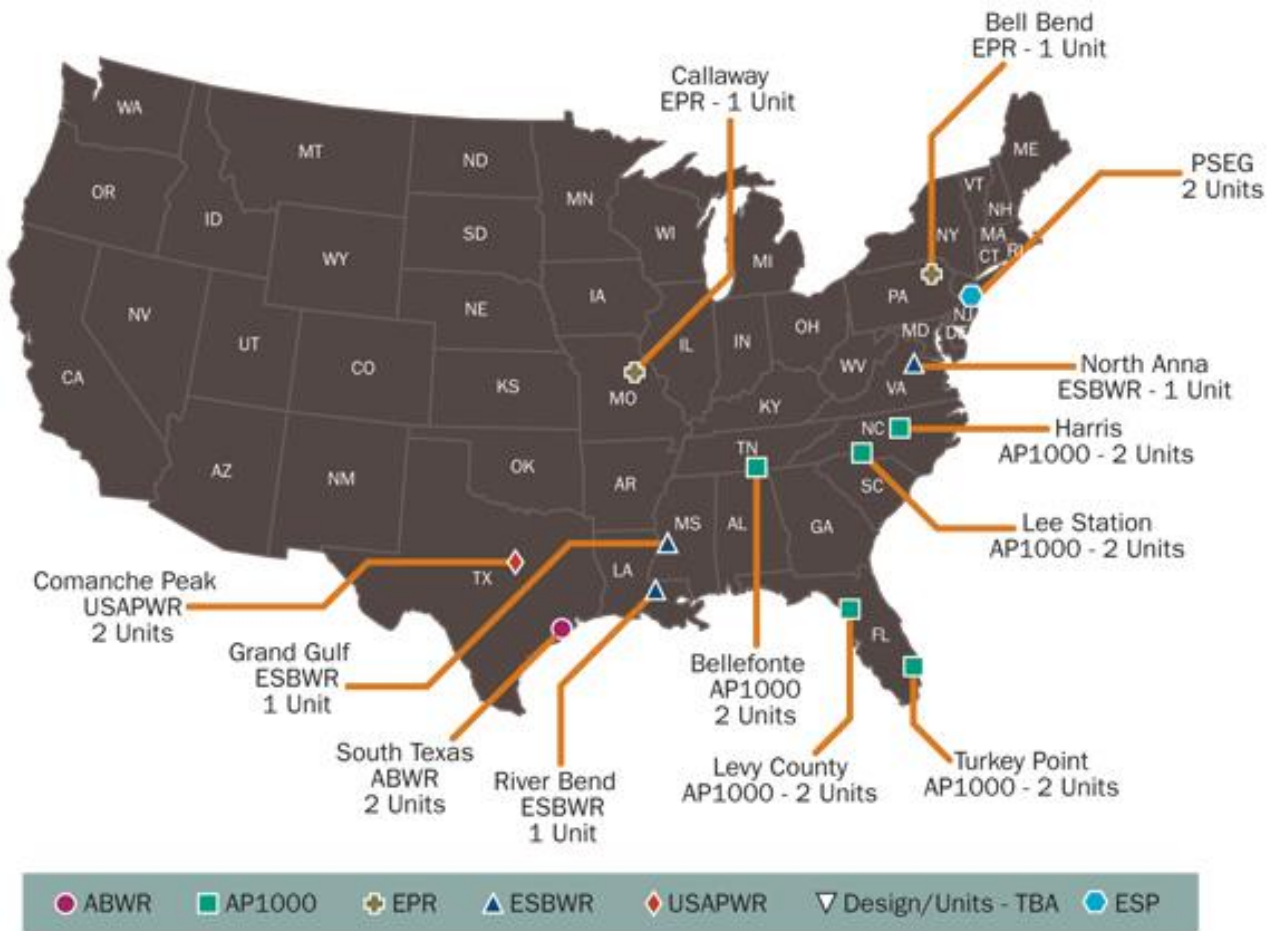 Bell Bend
EPR - 1 Unit
Callaway
EPR - 1 Unit
PSEG
2 Units
WA
MT
ND
MN
ME
OR
ID
SD
WI
MI
VT
NH
NY
MA
CT
RI
WY
IA
NE
PA
NJ
NV
UT
CO
IL
IN
OH
MD
DE
CA
KS
MO
WV
VA
KY
North Anna
ESBWR - 1 Unit
AZ
NM
OK
AR
TN
NC
SC
Harris
AP1000 - 2 Units
MS
AL
GA
Lee Station
AP1000 - 2 Units
TX
LA
FL
Comanche Peak
USAPWR
2 Units
Grand Gulf
ESBWR
1 Unit
South Texas
ABWR
2 Units
River Bend
ESBWR
1 Unit
Bellefonte
AP1000
2 Units
Levy County
AP1000 - 2 Units
Turkey Point
AP1000 - 2 Units
ABWR AP1000 EPR ESBWR USAPWR Design/Units - TBA ESP